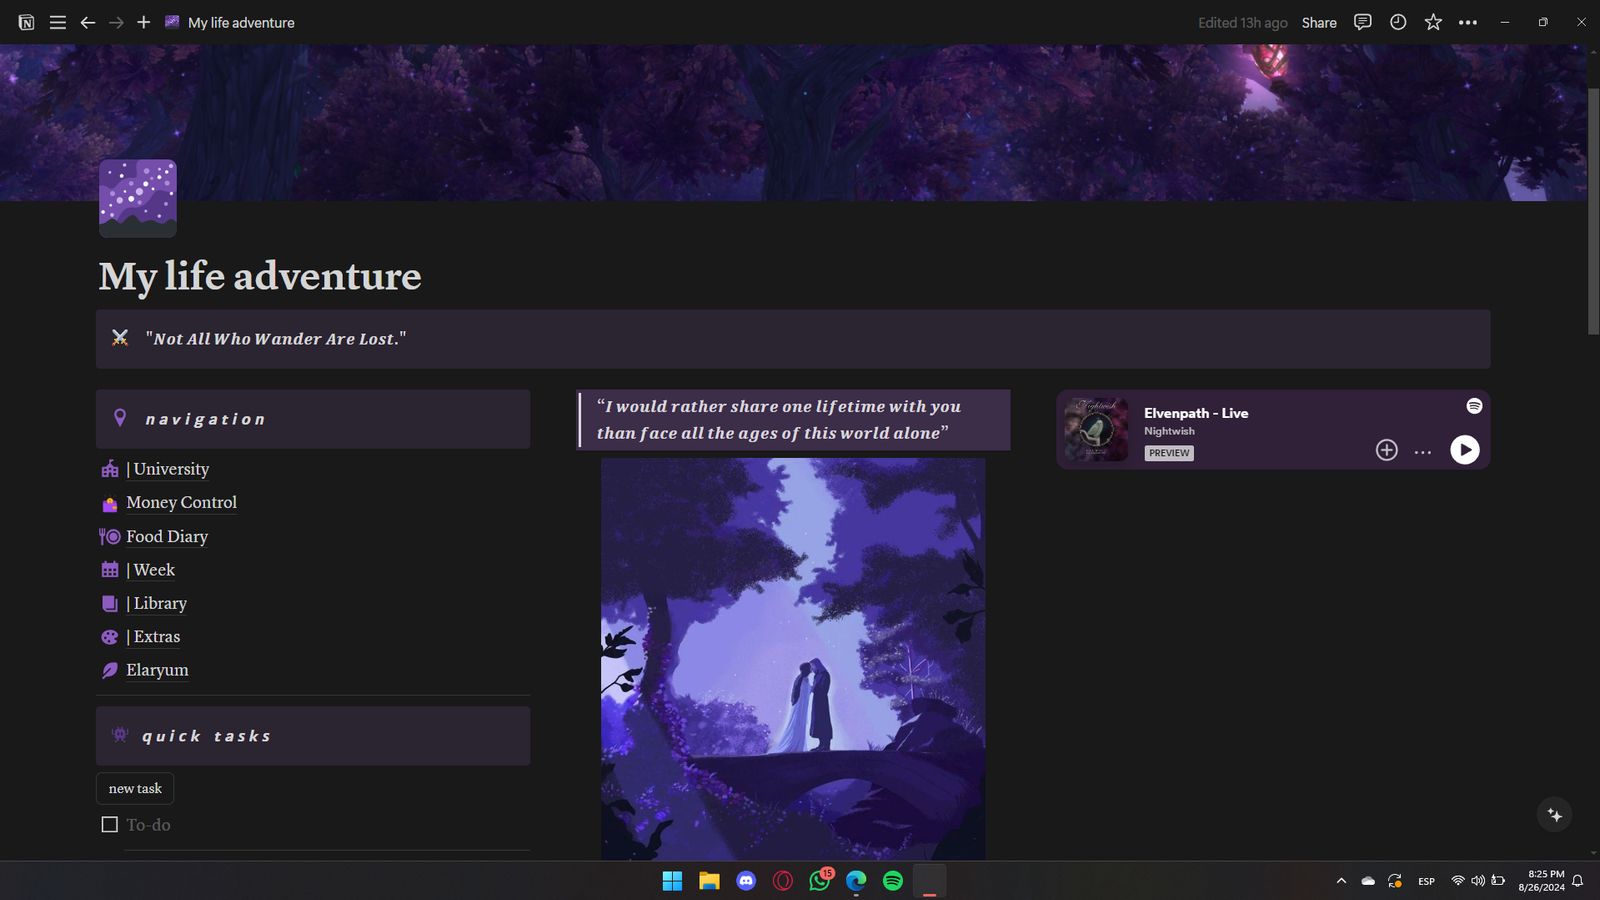 My life adventure
Edited 13h ago
Share
My life adventure
"Not All Who Wander Are Lost."
navigation
| University
Money Control
Food Diary
| Week
| Library
| Extras
Elaryum
quick tasks
new task
To-do
“I would rather share one lifetime with you
than face all the ages of this world alone”
Nightwish
Elvenpath - Live
Nightwish
PREVIEW
15
ESP
8:25 PM
8/26/2024